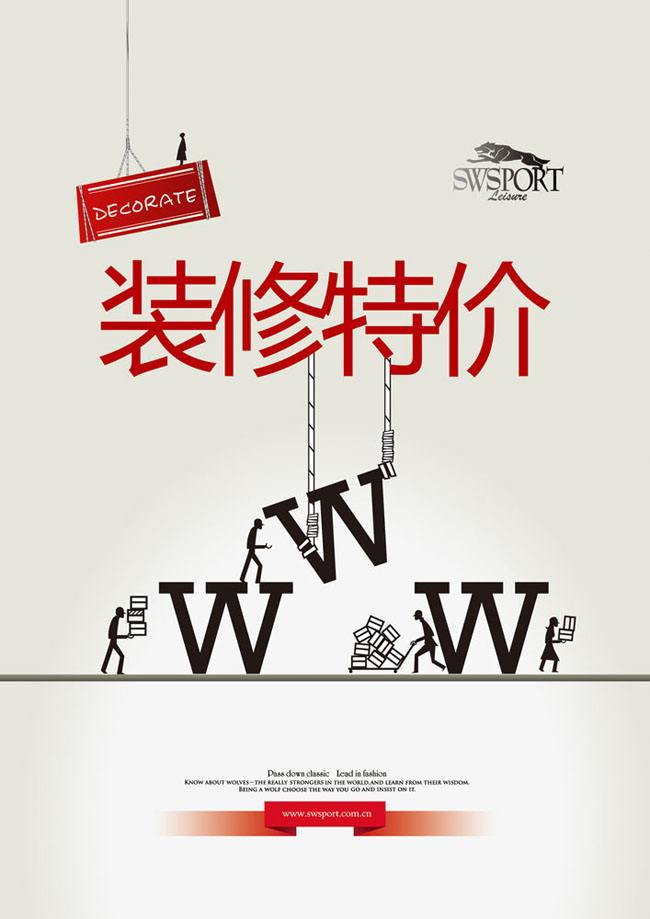 DECORATE
SWSPORT
Leisure
装修特价
W
W W
Pass down classic Lead in fashion
KNOW ABOUT WOLVES—THE REALLY STRONGERS IN THE WORLD,AND LEARN FROM THEIR WISDOM.
BEING A WOLF CHOOSE THE WAY YOU GO AND INSIST ON IT.
www.swsport.com.cn